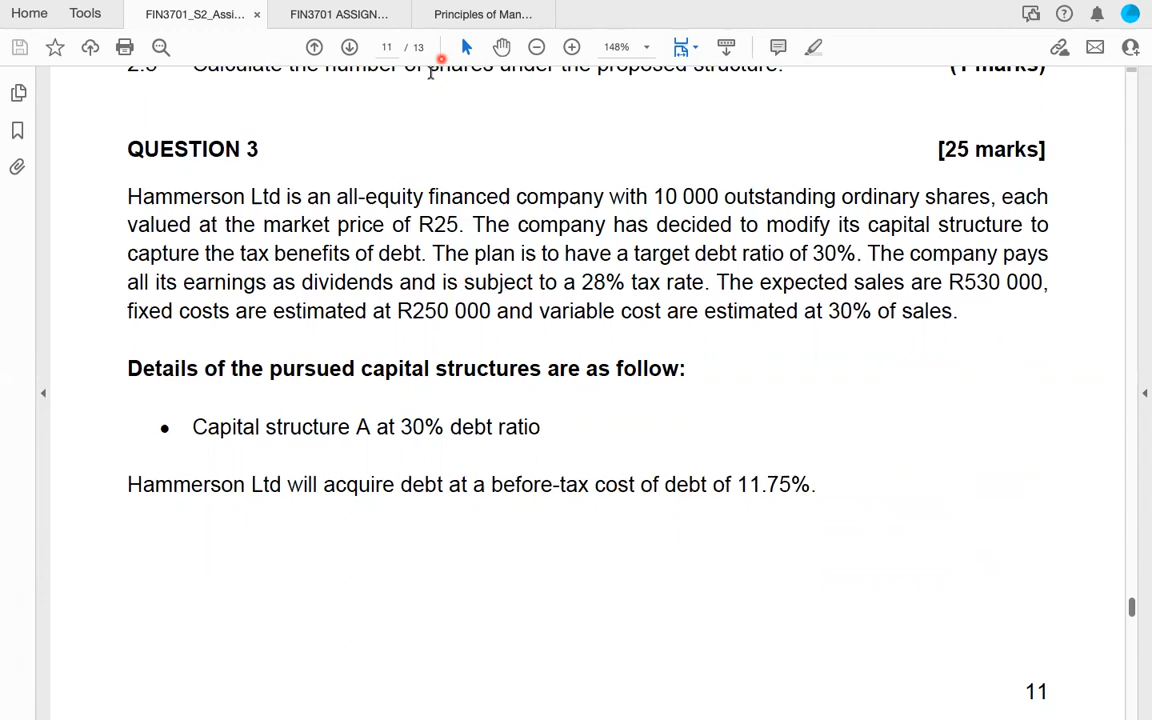 Home Tools FIN3701_S2_Assi... × FIN3701 ASSIGN... Principles of Man...
11 / 13 148%
2.9 Calculate the number of shares under the proposed structure.
QUESTION 3 [25 marks]
Hammerson Ltd is an all-equity financed company with 10 000 outstanding ordinary shares, each
valued at the market price of R25. The company has decided to modify its capital structure to
capture the tax benefits of debt. The plan is to have a target debt ratio of 30%. The company pays
all its earnings as dividends and is subject to a 28% tax rate. The expected sales are R530 000,
fixed costs are estimated at R250 000 and variable cost are estimated at 30% of sales.
Details of the pursued capital structures are as follow:
• Capital structure A at 30% debt ratio
Hammerson Ltd will acquire debt at a before-tax cost of debt of 11.75%.
11